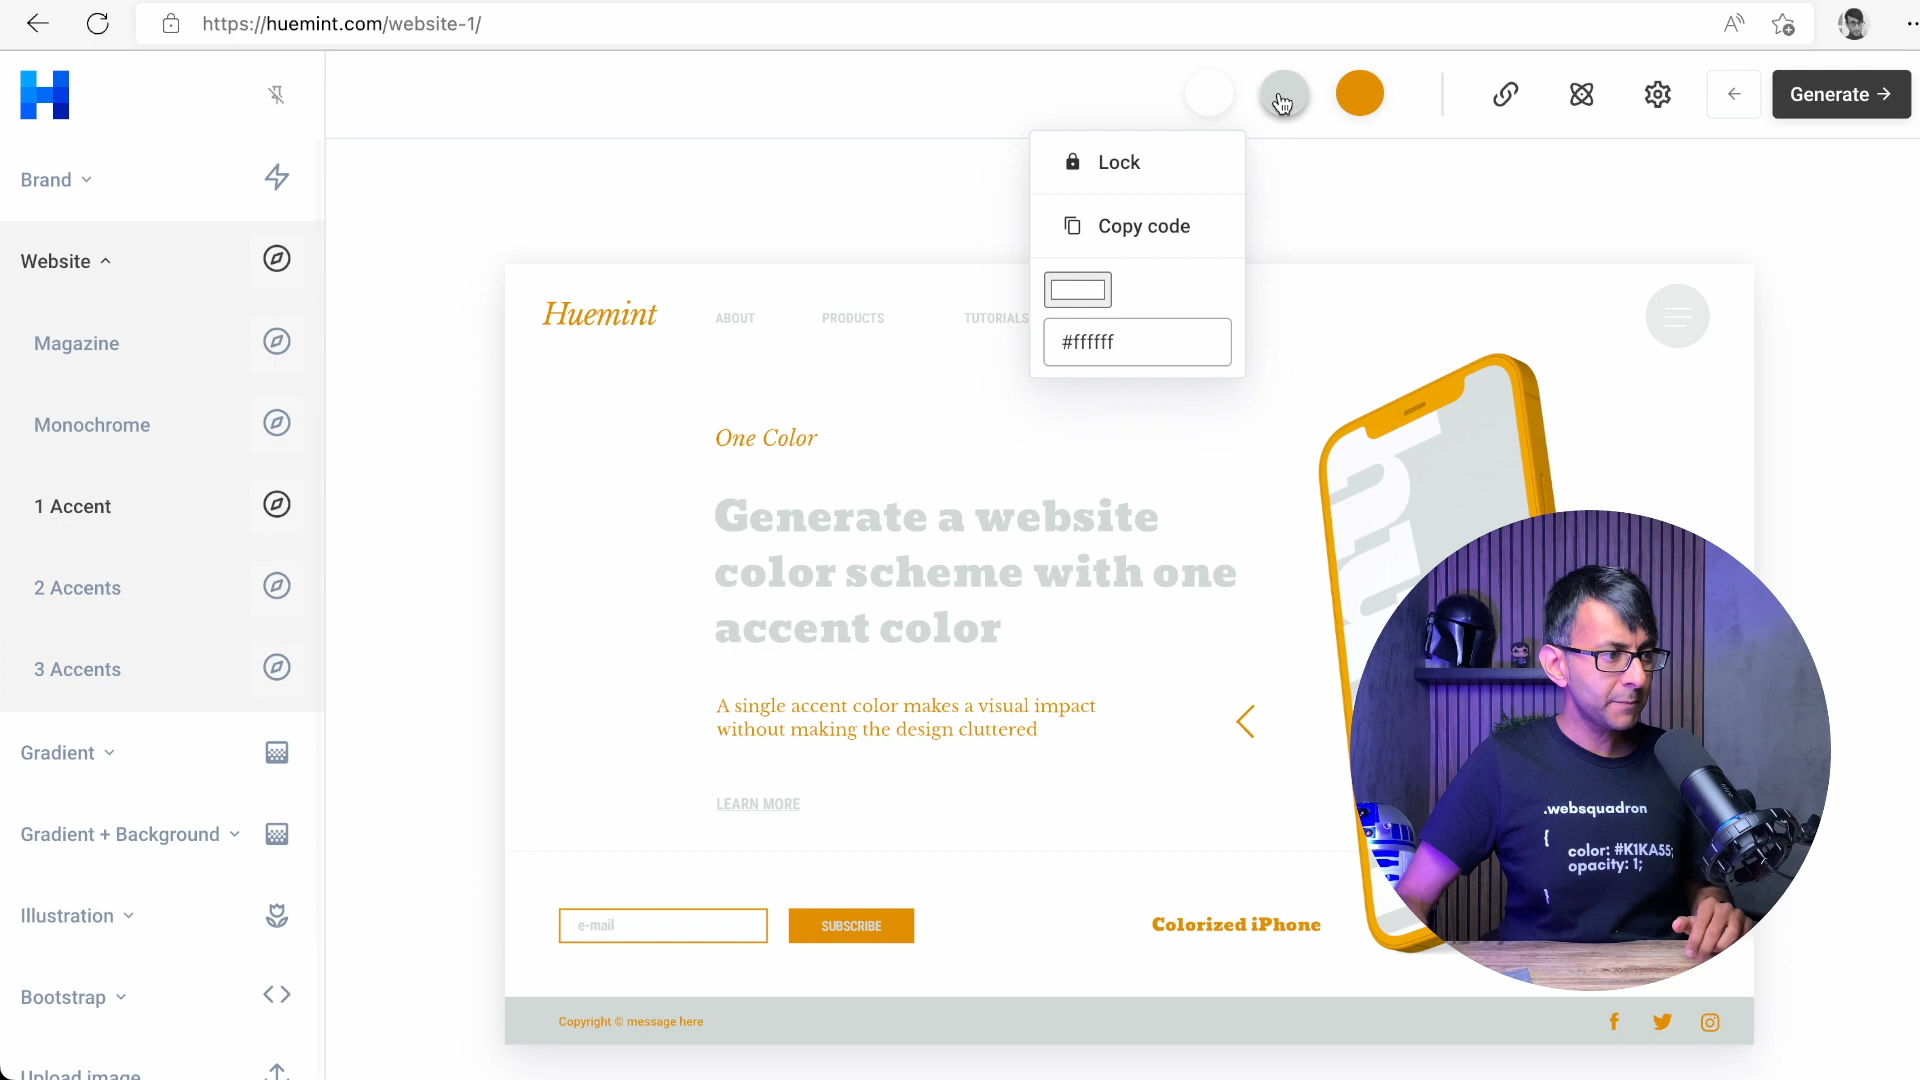 https://huemint.com/website-1/
Generate →
Brand
Website
Magazine
Monochrome
1 Accent
2 Accents
3 Accents
Gradient
Gradient + Background
Illustration
Bootstrap
Upload image
Lock
Copy code
#ffffff
Huemint
ABOUT
PRODUCTS
TUTORIALS
One Color
Generate a website
color scheme with one
accent color
A single accent color makes a visual impact
without making the design cluttered
LEARN MORE
e-mail
SUBSCRIBE
Colorized iPhone
Copyright © message here
.websquadron
{
color: #K1KA55;
opacity: 1;
}